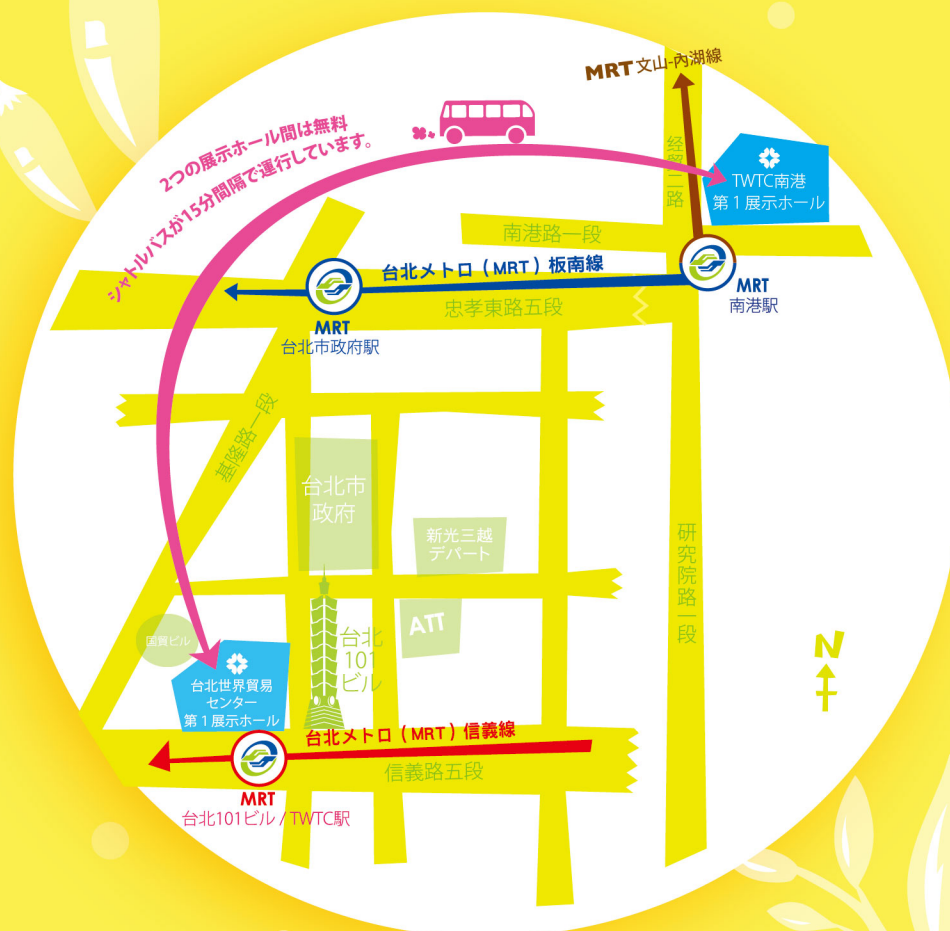 MRT文山-内湖線
2つの展示ホール間は無料
シャトルバスが15分間隔で運行しています。
经贸二路
TWTC南港
第1展示ホール
南港路一段
台北メトロ（MRT）板南線
MRT
南港駅
忠孝東路五段
MRT
台北市政府駅
基隆路一段
台北市
政府
新光三越
デパート
研究院路一段
ATT
国貿ビル
台北
101
ビル
N
台北世界貿易
センター
第1展示ホール
台北メトロ（MRT）信義線
信義路五段
MRT
台北101ビル / TWTC駅